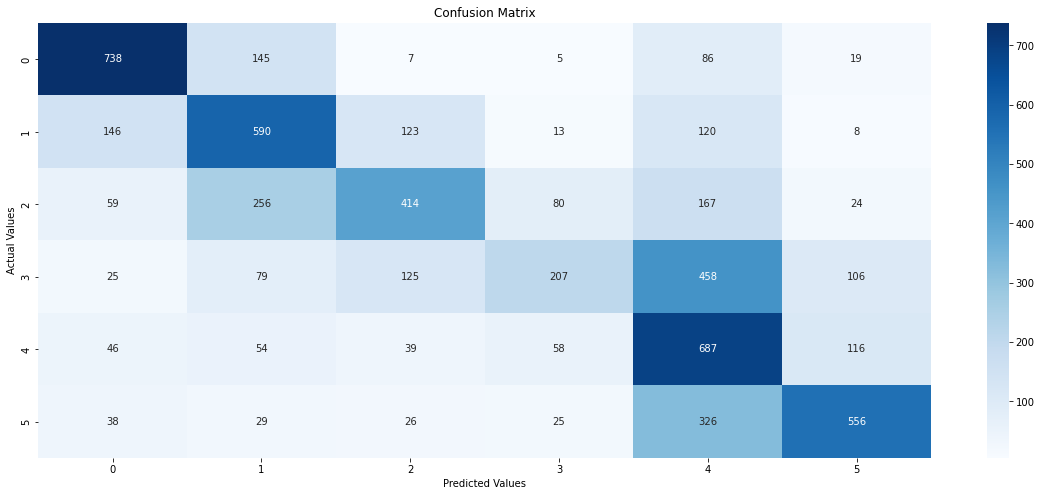 Confusion Matrix
Actual Values
0 738 145 7 5 86 19
1 146 590 123 13 120 8
2 59 256 414 80 167 24
3 25 79 125 207 458 106
4 46 54 39 58 687 116
5 38 29 26 25 326 556
0 1 2 3 4 5
Predicted Values
700
600
500
400
300
200
100